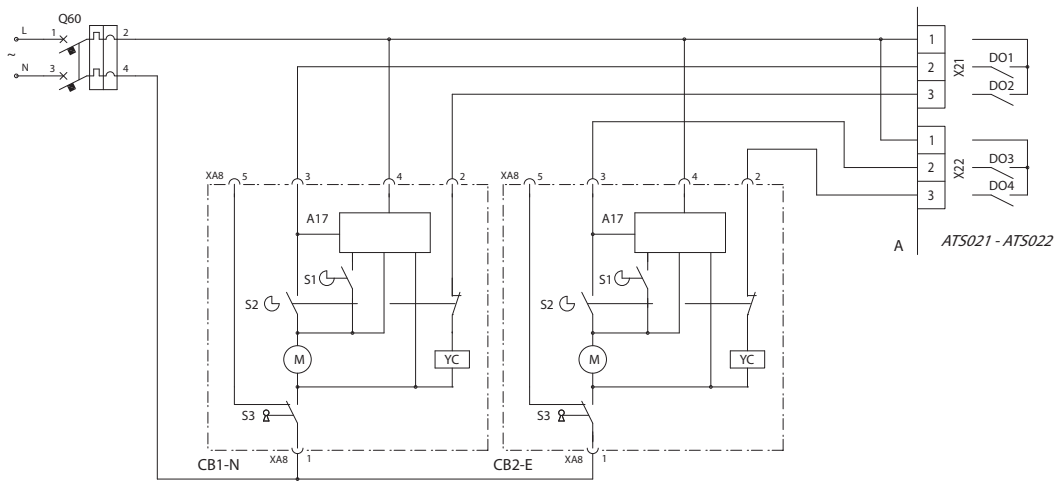 Q60
L 1 2
~
N 3 4
1
2 X21 DO1
3 DO2
1
2 X22 DO3
3 DO4
A ATS021 - ATS022
XA8 5 3 4 2
XA8 5 3 4 2
A17
A17
S1
S1
S2
S2
M YC
M YC
S3
S3
CB1-N XA8 1
CB2-E XA8 1